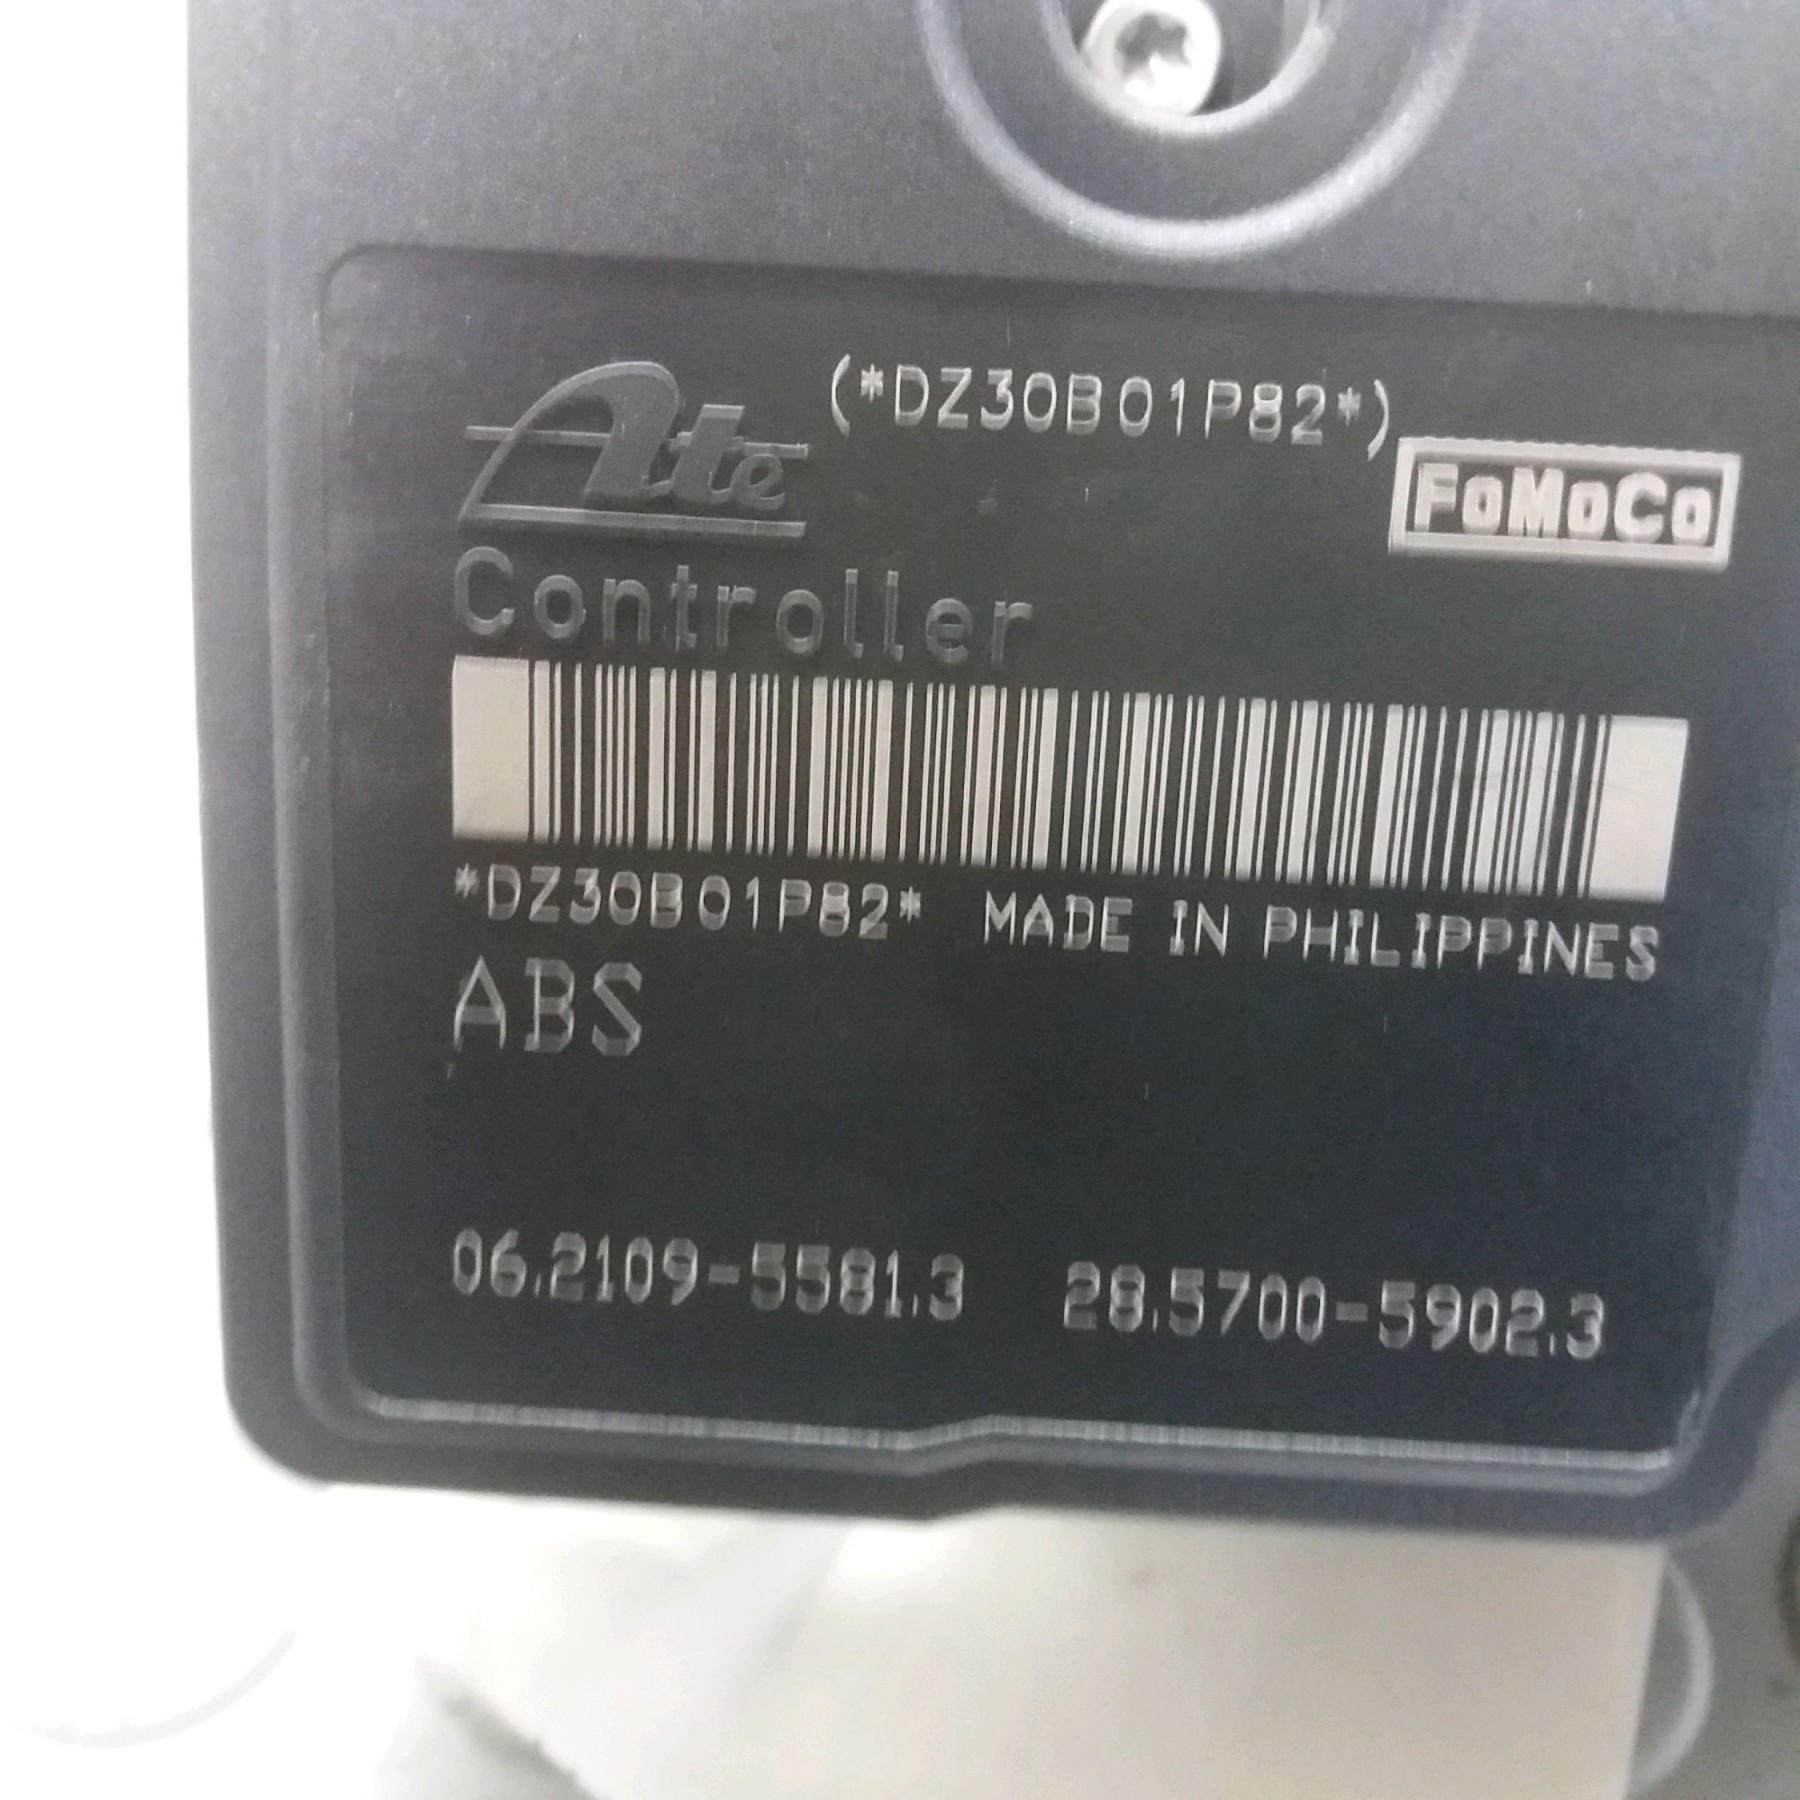 Ate (*DZ30B01P82*)
FoMoCo
Controller
*DZ30B01P82* MADE IN PHILIPPINES
ABS
06.2109-5581.3 28.5700-5902.3